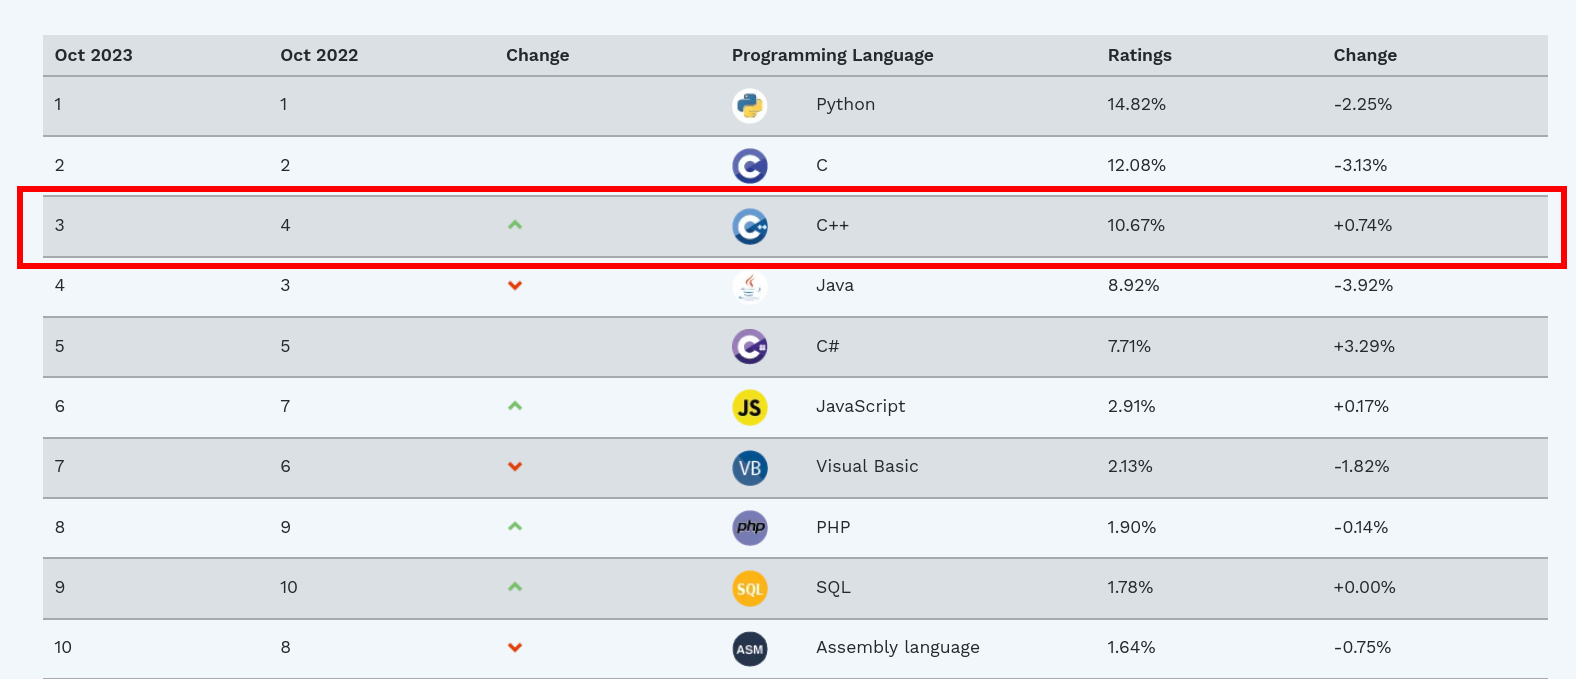 Oct 2023 Oct 2022 Change Programming Language Ratings Change
1 1 Python 14.82% -2.25%
2 2 C 12.08% -3.13%
3 4 C++ 10.67% +0.74%
4 3 Java 8.92% -3.92%
5 5 C# 7.71% +3.29%
6 7 JS JavaScript 2.91% +0.17%
7 6 VB Visual Basic 2.13% -1.82%
8 9 php PHP 1.90% -0.14%
9 10 SQL SQL 1.78% +0.00%
10 8 ASM Assembly language 1.64% -0.75%